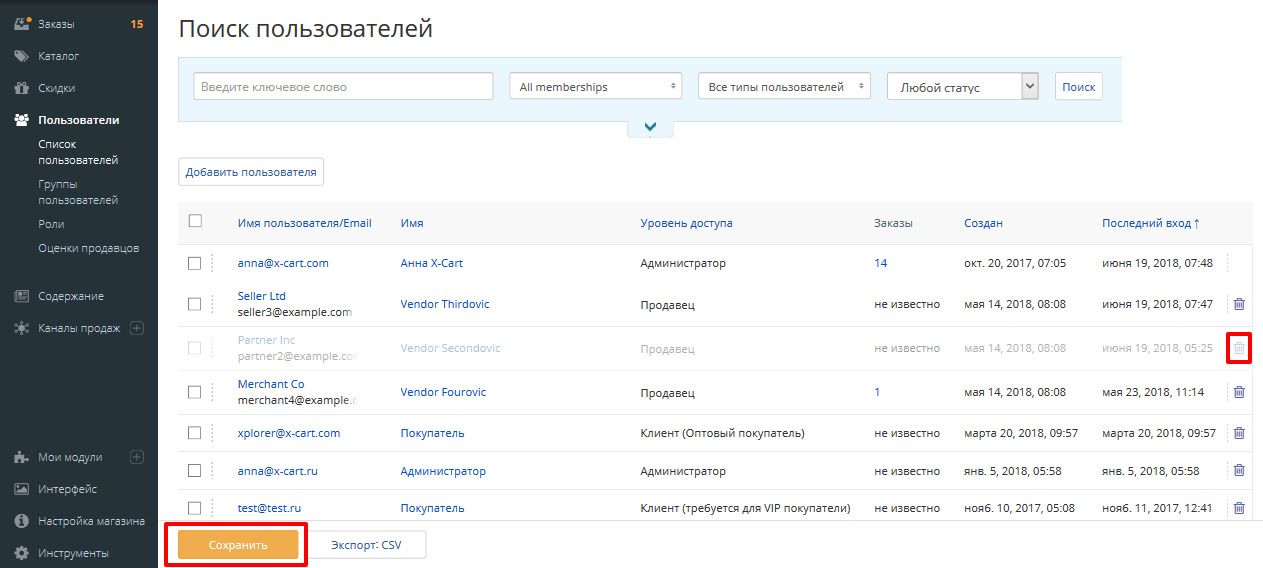 Заказы 15
Каталог
Скидки
Пользователи
Список
пользователей
Группы
пользователей
Роли
Оценки продавцов
Содержание
Каналы продаж
Мои модули
Интерфейс
Настройка магазина
Инструменты
Поиск пользователей
Введите ключевое слово All memberships Все типы пользователей Любой статус Поиск
Добавить пользователя
Имя пользователя/Email Имя Уровень доступа Заказы Создан Последний вход ↑
anna@x-cart.com Анна X-Cart Администратор 14 окт. 20, 2017, 07:05 июня 19, 2018, 07:48
Seller Ltd
seller3@example.com Vendor Thirdovic Продавец не известно мая 14, 2018, 08:08 июня 19, 2018, 07:47
Partner Inc
partner2@example.co Vendor Secondovic Продавец не известно мая 14, 2018, 08:08 июня 19, 2018, 05:25
Merchant Co
merchant4@example.c Vendor Fourovic Продавец 1 мая 14, 2018, 08:08 мая 23, 2018, 11:14
xplorer@x-cart.com Покупатель Клиент (Оптовый покупатель) не известно марта 20, 2018, 09:57 марта 20, 2018, 09:57
anna@x-cart.ru Администратор Администратор не известно янв. 5, 2018, 05:58 янв. 5, 2018, 05:58
test@test.ru Покупатель Клиент (требуется для VIP покупатели) не известно нояб. 10, 2017, 05:08 нояб. 11, 2017, 12:41
Сохранить Экспорт: CSV